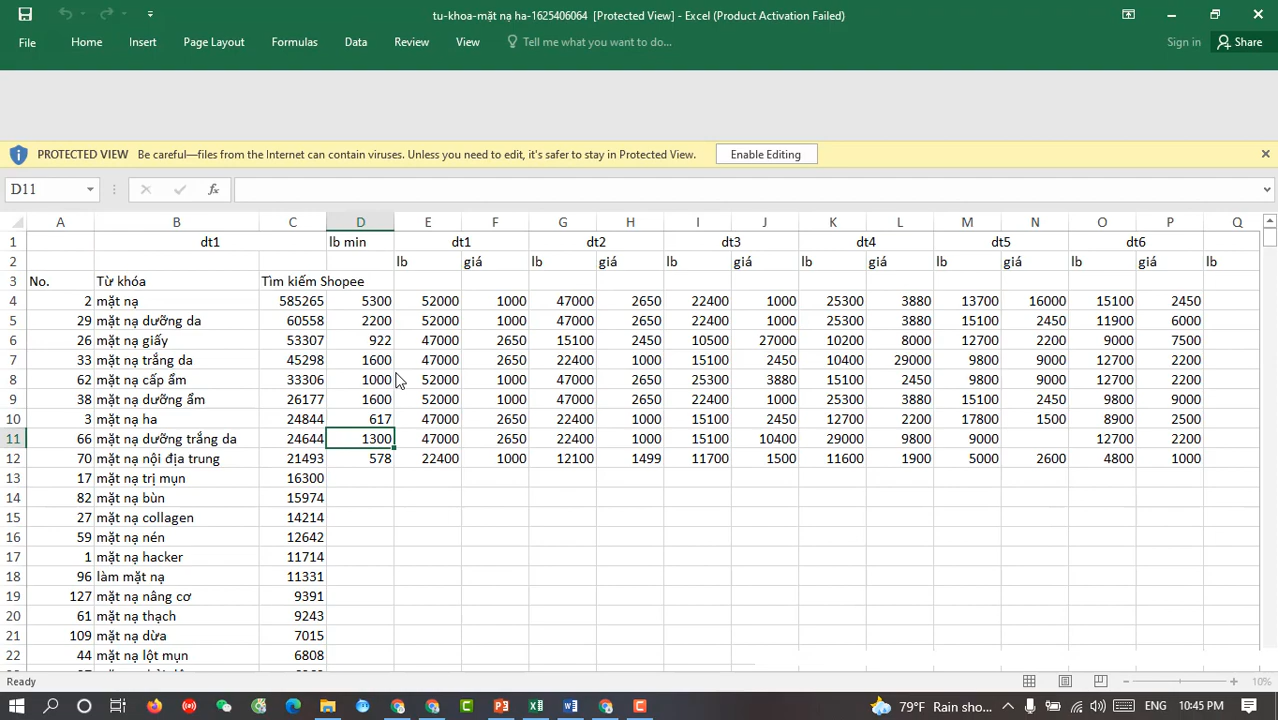 tu-khoa-mặt nạ ha-1625406064 [Protected View] - Excel (Product Activation Failed)
File Home Insert Page Layout Formulas Data Review View Tell me what you want to do... Sign in Share
PROTECTED VIEW Be careful—files from the Internet can contain viruses. Unless you need to edit, it's safer to stay in Protected View. Enable Editing
D11 fx
A B C D E F G H I J K L M N O P Q
1 dt1 lb min dt1 dt2 dt3 dt4 dt5 dt6
2 lb giá lb giá lb giá lb giá lb giá lb giá lb
3 No. Từ khóa Tìm kiếm Shopee
4 2 mặt nạ 585265 5300 52000 1000 47000 2650 22400 1000 25300 3880 13700 16000 15100 2450
5 29 mặt nạ dưỡng da 60558 2200 52000 1000 47000 2650 22400 1000 25300 3880 15100 2450 11900 6000
6 26 mặt nạ giấy 53307 922 47000 2650 15100 2450 10500 27000 10200 8000 12700 2200 9000 7500
7 33 mặt nạ trắng da 45298 1600 47000 2650 22400 1000 15100 2450 10400 29000 9800 9000 12700 2200
8 62 mặt nạ cấp ẩm 33306 1000 52000 1000 47000 2650 25300 3880 15100 2450 9800 9000 12700 2200
9 38 mặt nạ dưỡng ẩm 26177 1600 52000 1000 47000 2650 22400 1000 25300 3880 15100 2450 9800 9000
10 3 mặt nạ ha 24844 617 47000 2650 22400 1000 15100 2450 12700 2200 17800 1500 8900 2500
11 66 mặt nạ dưỡng trắng da 24644 1300 47000 2650 22400 1000 15100 10400 29000 9800 9000 12700 2200
12 70 mặt nạ nội địa trung 21493 578 22400 1000 12100 1499 11700 1500 11600 1900 5000 2600 4800 1000
13 17 mặt nạ trị mụn 16300
14 82 mặt nạ bùn 15974
15 27 mặt nạ collagen 14214
16 59 mặt nạ nén 12642
17 1 mặt nạ hacker 11714
18 96 làm mặt nạ 11331
19 127 mặt nạ nâng cơ 9391
20 61 mặt nạ thạch 9243
21 109 mặt nạ dừa 7015
22 44 mặt nạ lột mụn 6808
Ready 10%
79°F Rain sho... 10:45 PM